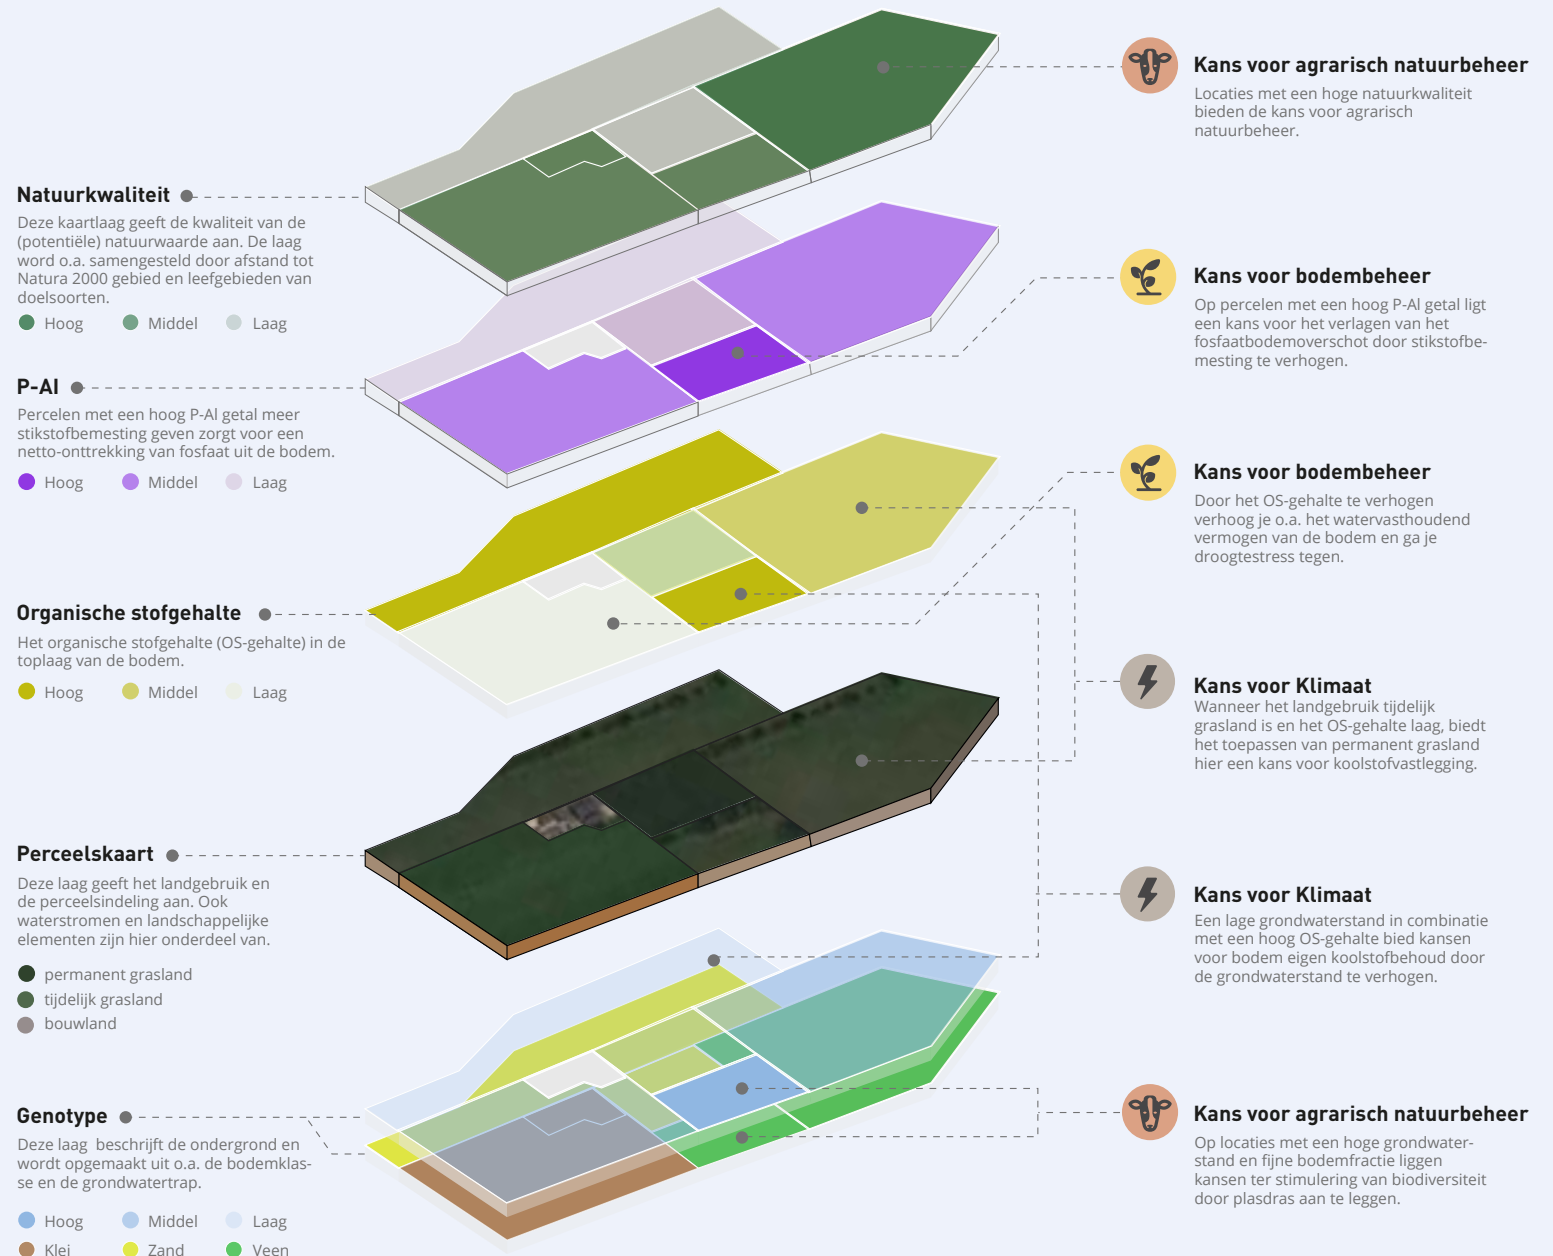 Natuurkwaliteit
Deze kaartlaag geeft de kwaliteit van de
(potentiële) natuurwaarde aan. De laag
word o.a. samengesteld door afstand tot
Natura 2000 gebied en leefgebieden van
doelsoorten.
Hoog Middel Laag
P-Al
Percelen met een hoog P-Al getal meer
stikstofbemesting geven zorgt voor een
netto-onttrekking van fosfaat uit de bodem.
Hoog Middel Laag
Organische stofgehalte
Het organische stofgehalte (OS-gehalte) in de
toplaag van de bodem.
Hoog Middel Laag
Perceelskaart
Deze laag geeft het landgebruik en
de perceelsindeling aan. Ook
waterstromen en landschappelijke
elementen zijn hier onderdeel van.
permanent grasland
tijdelijk grasland
bouwland
Genotype
Deze laag  beschrijft de ondergrond en
wordt opgemaakt uit o.a. de bodemklas-
se en de grondwatertrap.
Hoog Middel Laag
Klei Zand Veen
Kans voor agrarisch natuurbeheer
Locaties met een hoge natuurkwaliteit
bieden de kans voor agrarisch
natuurbeheer.
Kans voor bodembeheer
Op percelen met een hoog P-Al getal ligt
een kans voor het verlagen van het
fosfaatbodemoverschot door stikstofbe-
mesting te verhogen.
Kans voor bodembeheer
Door het OS-gehalte te verhogen
verhoog je o.a. het watervasthoudend
vermogen van de bodem en ga je
droogtestress tegen.
Kans voor Klimaat
Wanneer het landgebruik tijdelijk
grasland is en het OS-gehalte laag, biedt
het toepassen van permanent grasland
hier een kans voor koolstofvastlegging.
Kans voor Klimaat
Een lage grondwaterstand in combinatie
met een hoog OS-gehalte bied kansen
voor bodem eigen koolstofbehoud door
de grondwaterstand te verhogen.
Kans voor agrarisch natuurbeheer
Op locaties met een hoge grondwater-
stand en fijne bodemfractie liggen
kansen ter stimulering van biodiversiteit
door plasdras aan te leggen.